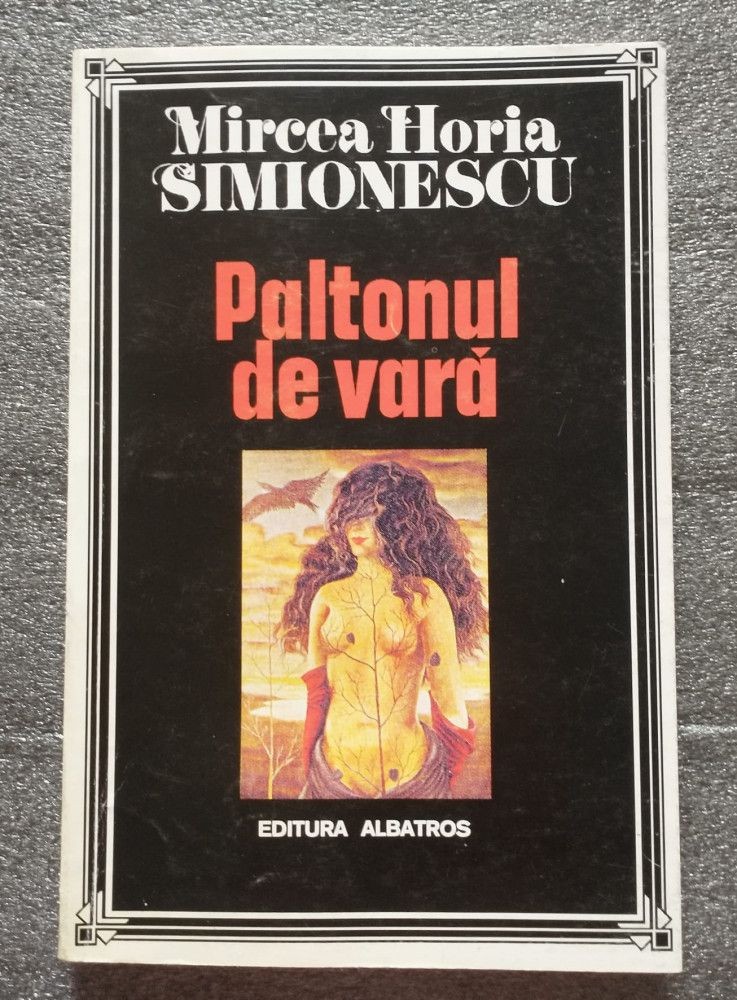 Mircea Horia
SIMIONESCU
Paltonul
de vară
EDITURA ALBATROS